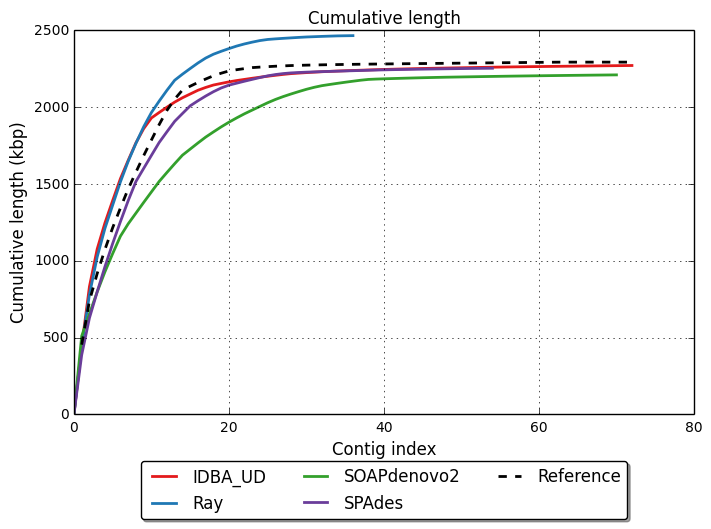 Cumulative length
Cumulative length (kbp)
2500
2000
1500
1000
500
0
0 20 40 60 80
Contig index
IDBA_UD SOAPdenovo2 Reference
Ray SPAdes